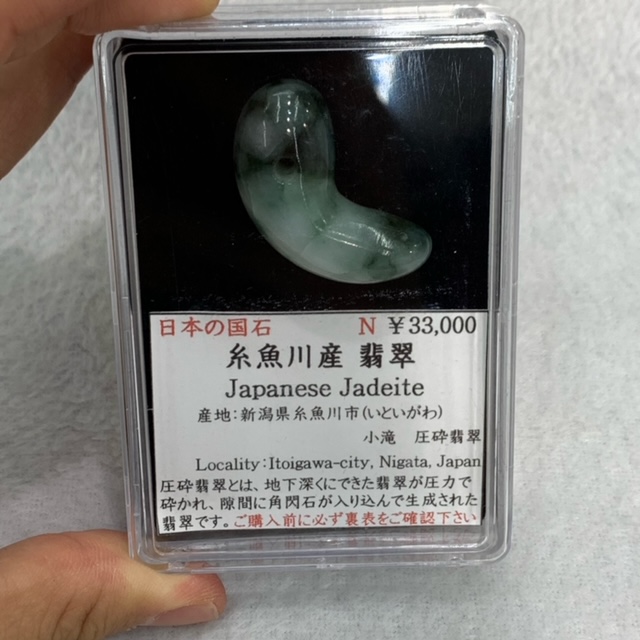 日本の国石 N ¥33,000
糸魚川産 翡翠
Japanese Jadeite
産地:新潟県糸魚川市(いといがわ)
小滝 圧砕翡翠
Locality:Itoigawa-city, Nigata, Japan
圧砕翡翠とは、地下深くにできた翡翠が圧力で
砕かれ、隙間に角閃石が入り込んで生成された
翡翠です。ご購入前に必ず裏表をご確認下さい